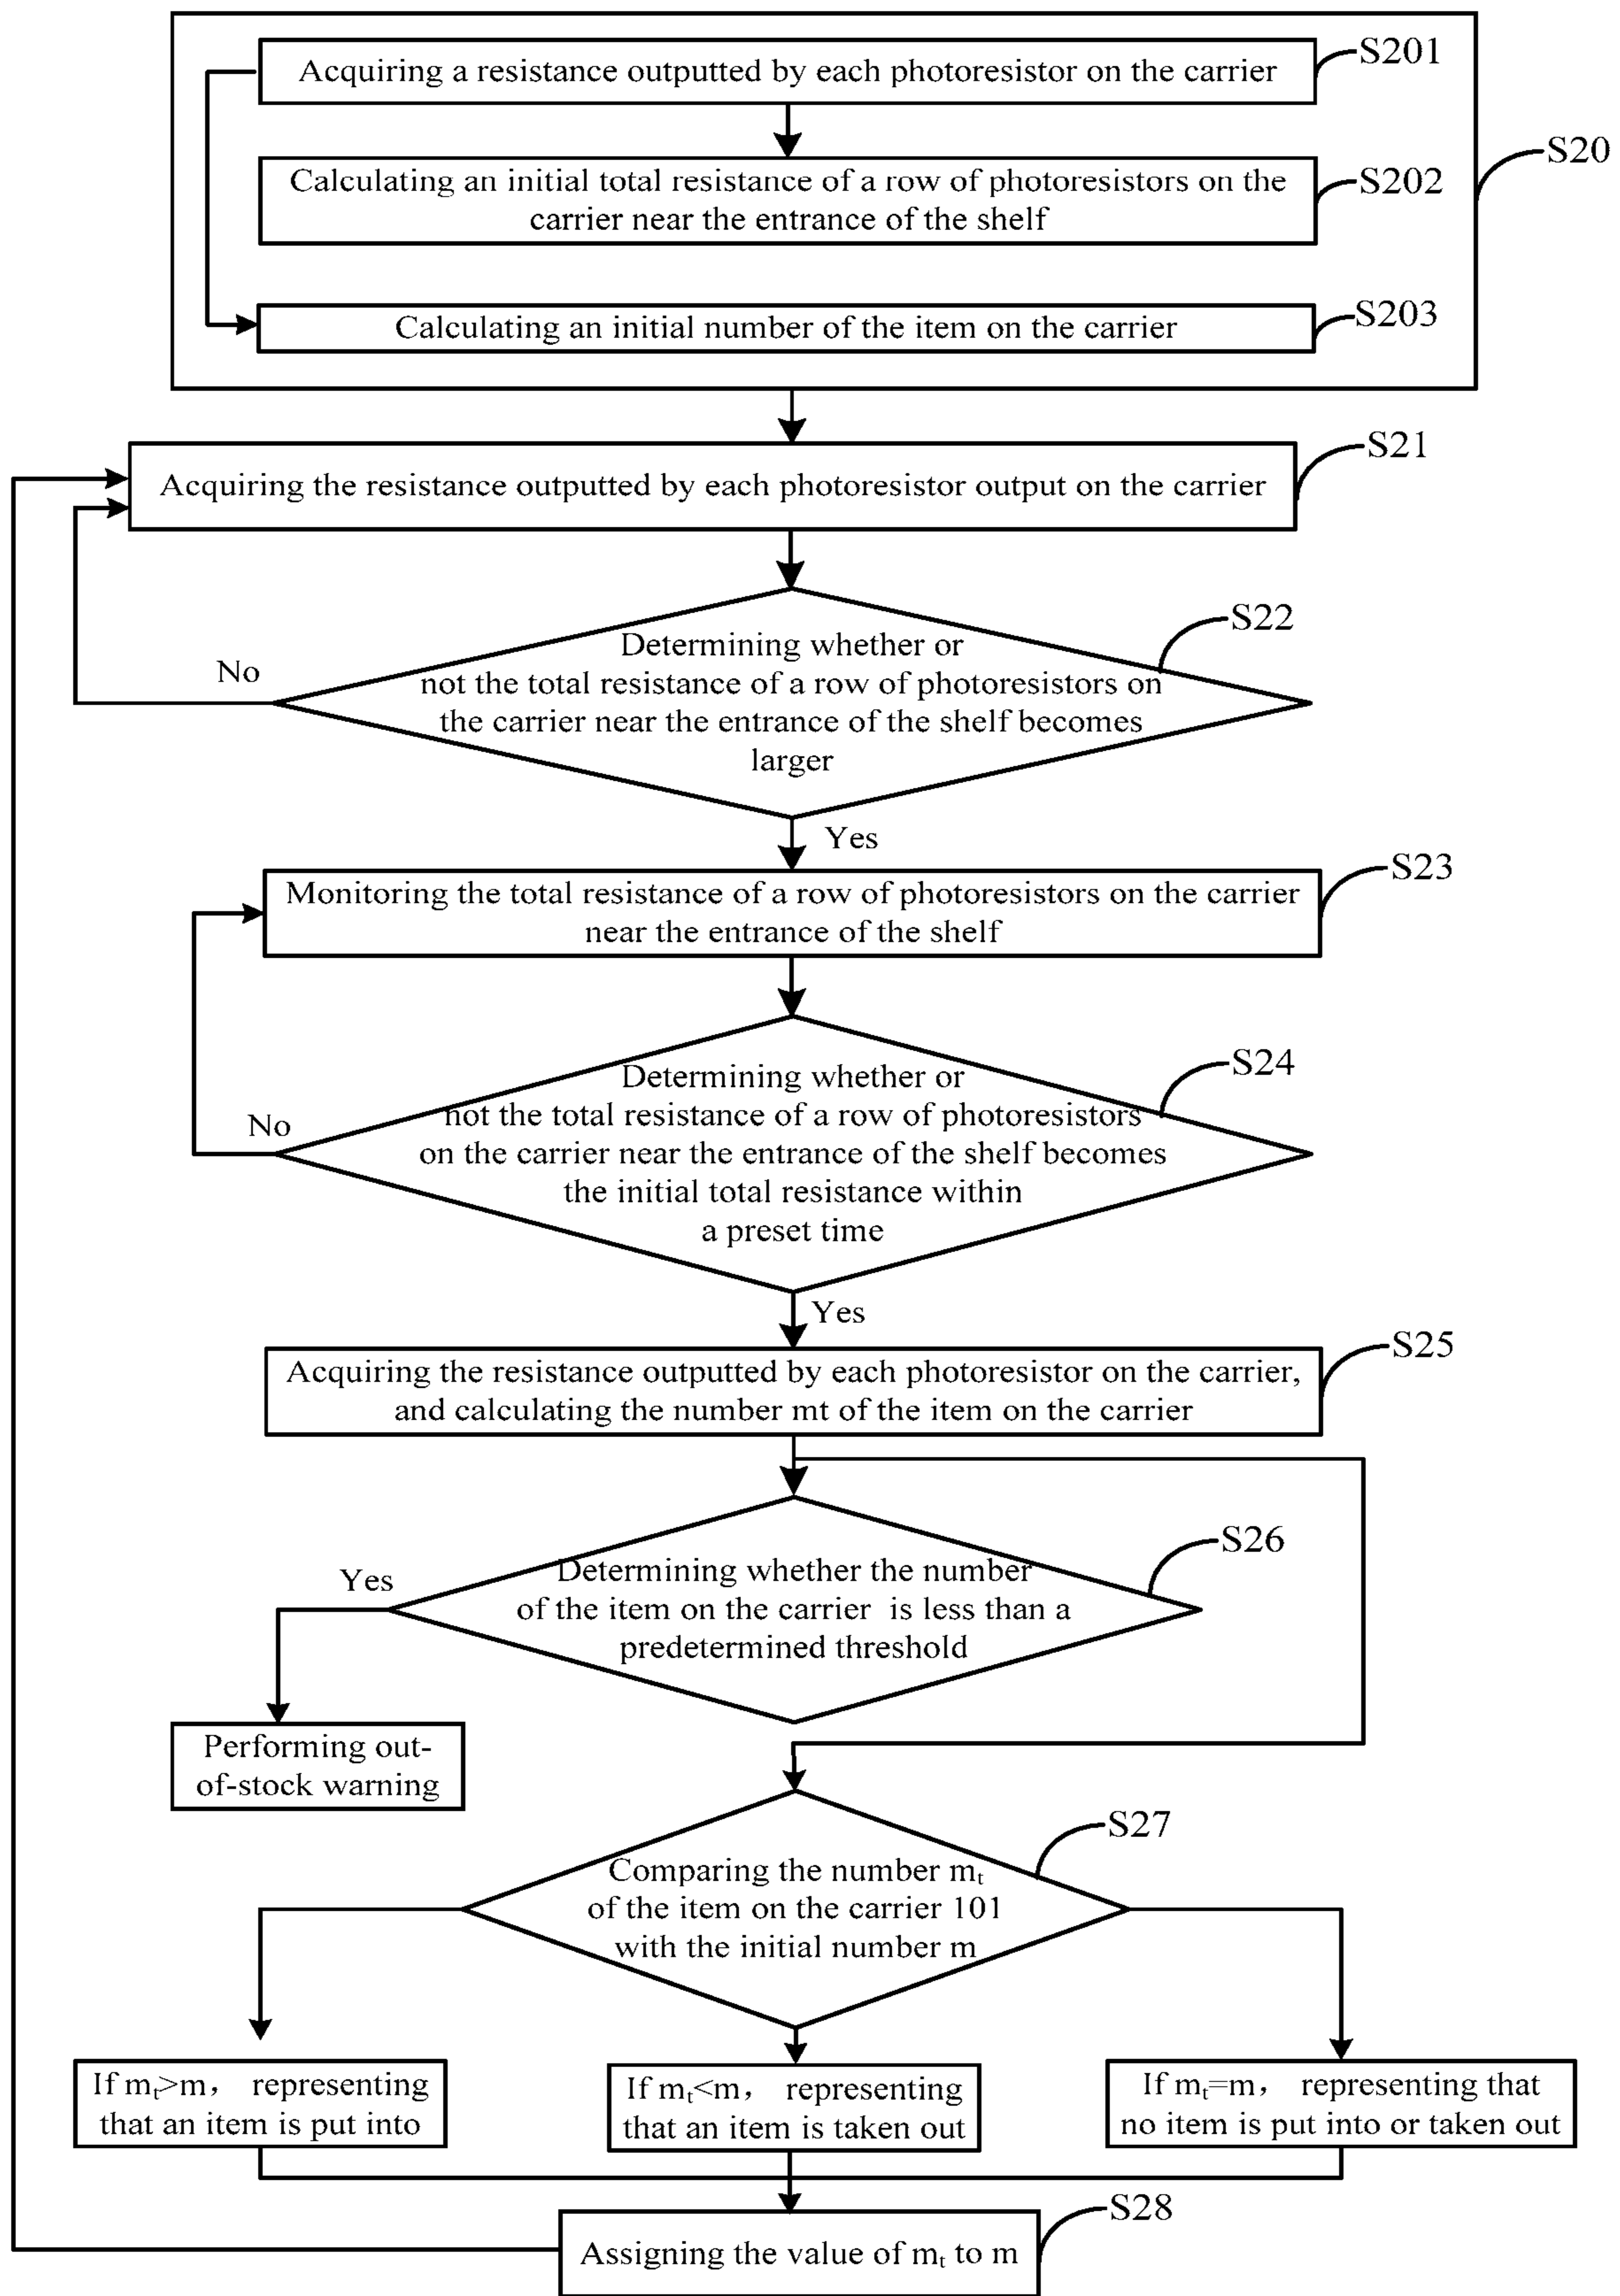 Acquiring a resistance outputted by each photoresistor on the carrier
S201
Calculating an initial total resistance of a row of photoresistors on the
carrier near the entrance of the shelf
S202
S20
Calculating an initial number of the item on the carrier
S203
Acquiring the resistance outputted by each photoresistor output on the carrier
S21
Determining whether or
not the total resistance of a row of photoresistors on
the carrier near the entrance of the shelf becomes
larger
S22
No
Yes
Monitoring the total resistance of a row of photoresistors on the carrier
near the entrance of the shelf
S23
Determining whether or
not the total resistance of a row of photoresistors
on the carrier near the entrance of the shelf becomes
the initial total resistance within
a preset time
S24
No
Yes
Acquiring the resistance outputted by each photoresistor on the carrier,
and calculating the number mt of the item on the carrier
S25
Determining whether the number
of the item on the carrier is less than a
predetermined threshold
S26
Yes
Performing out-
of-stock warning
Comparing the number mt
of the item on the carrier 101
with the initial number m
S27
If mt>m, representing
that an item is put into
If mt<m, representing
that an item is taken out
If mt=m, representing that
no item is put into or taken out
Assigning the value of mt to m
S28